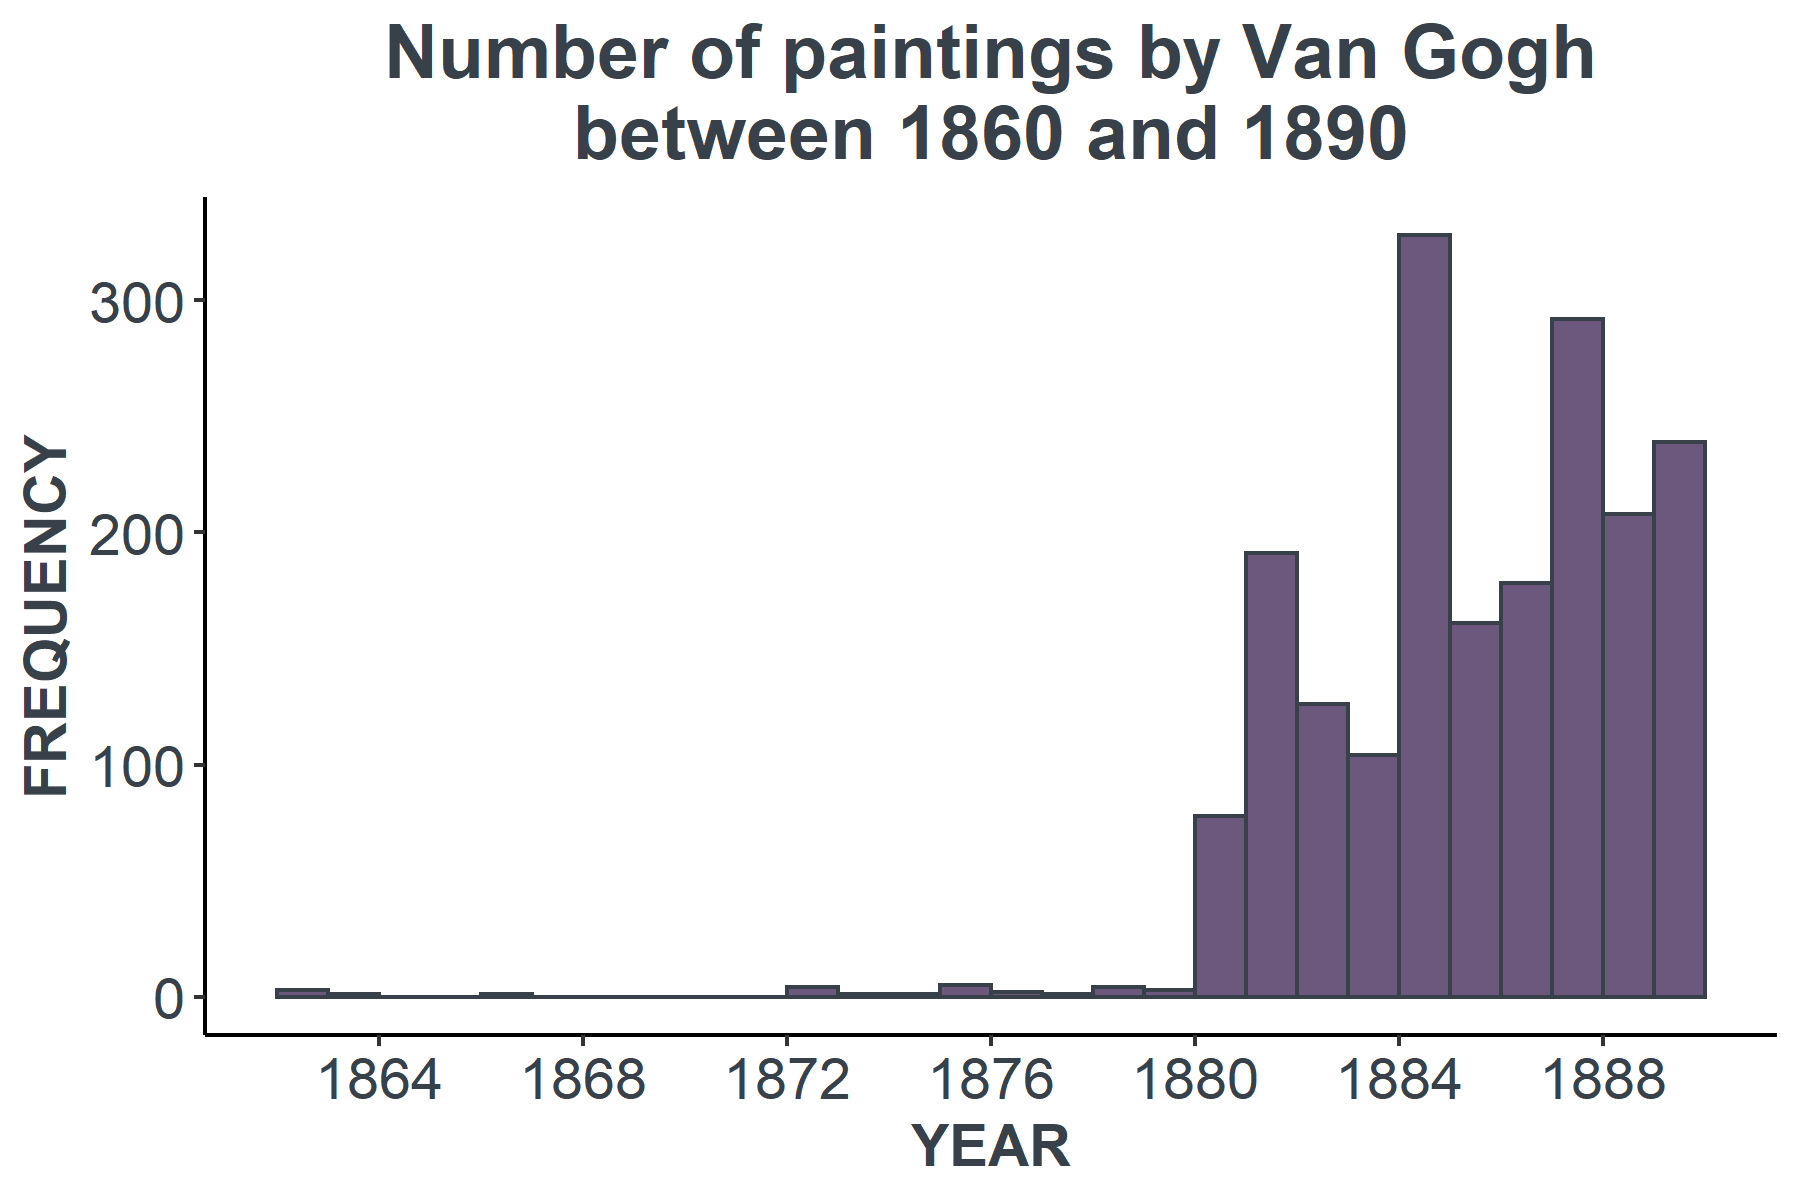 Number of paintings by Van Gogh
between 1860 and 1890
FREQUENCY
300
200
100
0
1864 1868 1872 1876 1880 1884 1888
YEAR